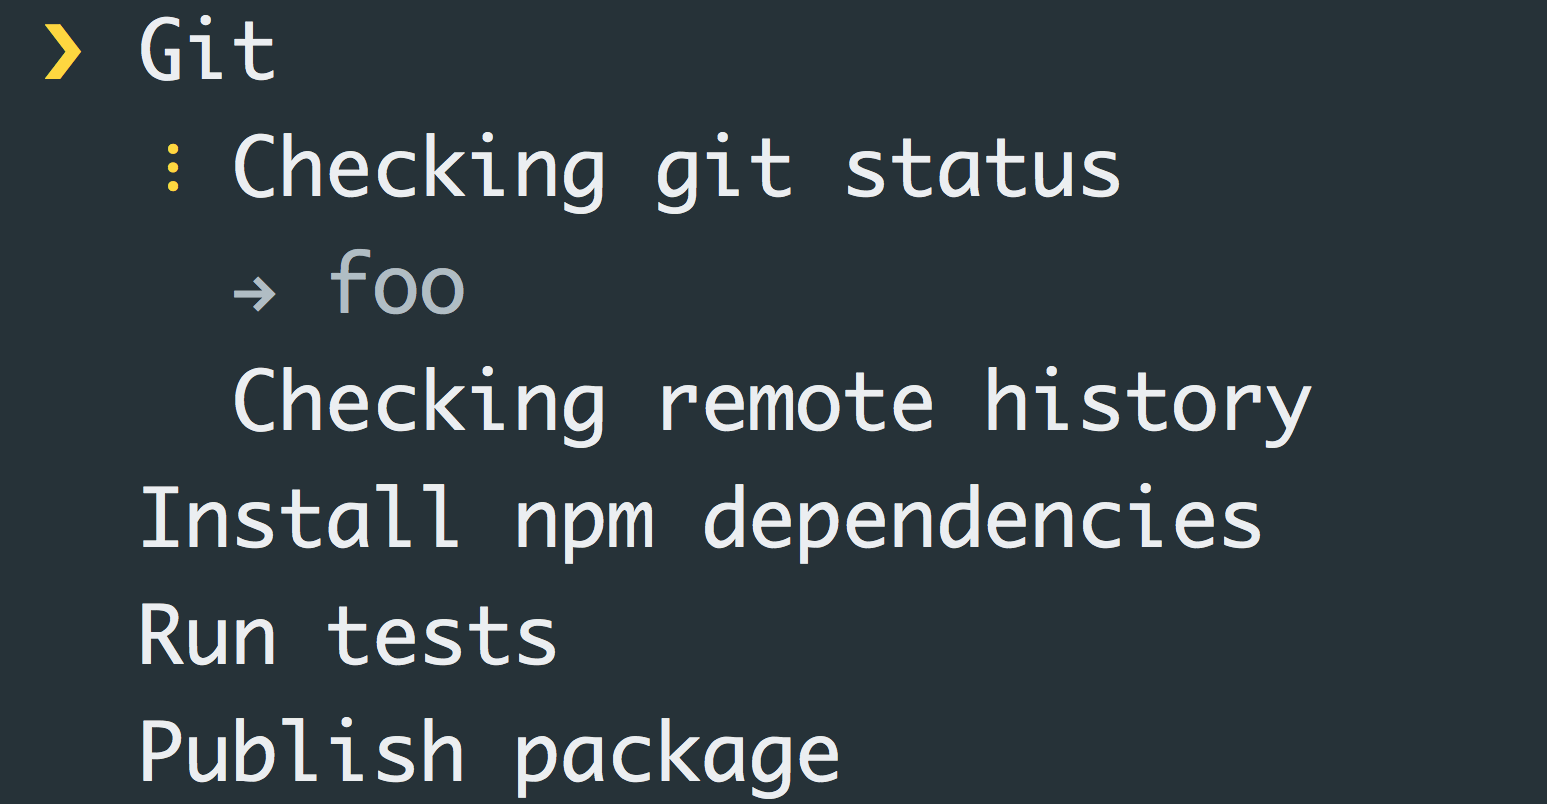 ❯ Git
⠇ Checking git status
→ foo
Checking remote history
Install npm dependencies
Run tests
Publish package